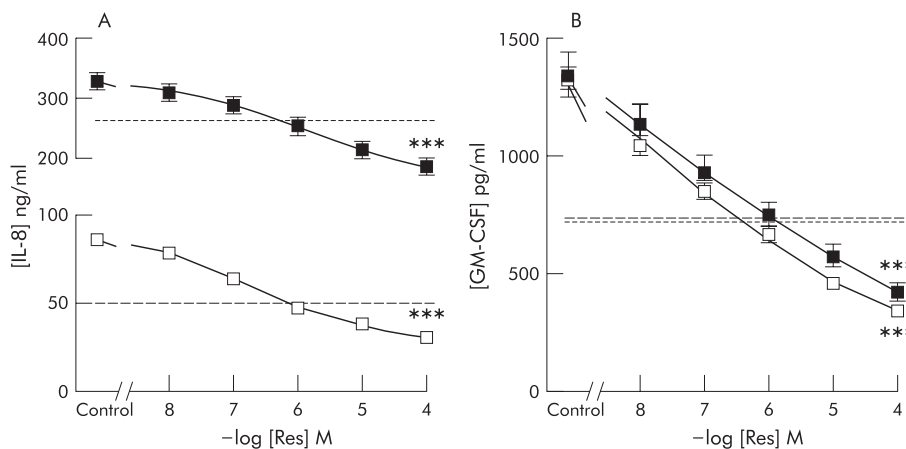 A
[IL-8] ng/ml
400
300
200
100
50
0
***
***
Control 8 7 6 5 4
−log [Res] M
B
[GM-CSF] pg/ml
1500
1000
500
0
***
***
Control 8 7 6 5 4
−log [Res] M